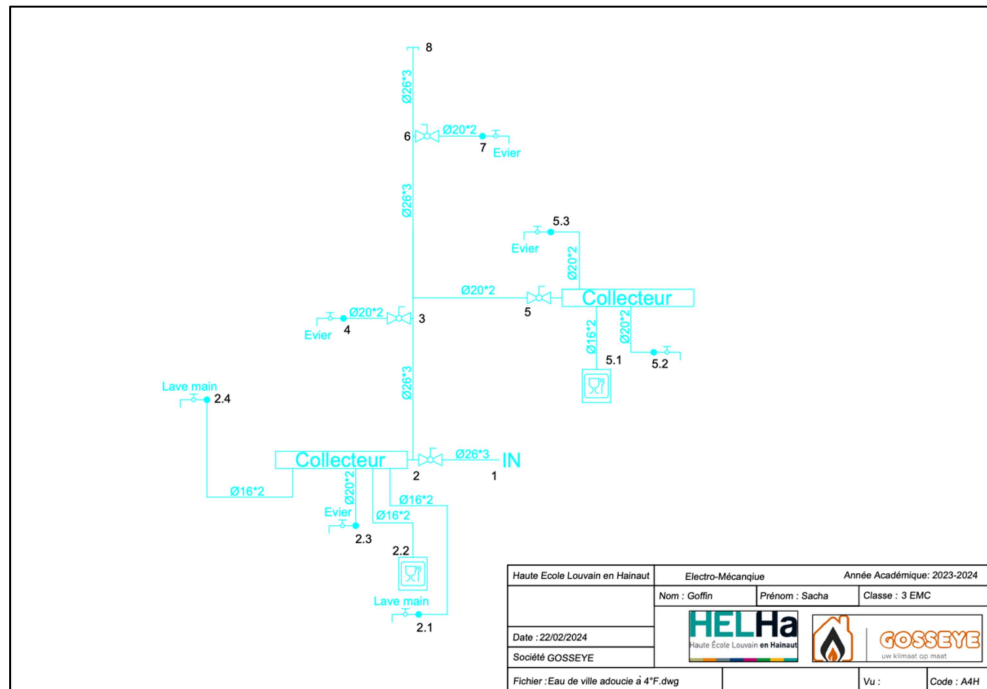 8
Ø26*3
6
Ø20*2
7
Evier
Ø26*3
5.3
Evier
Ø20*2
Ø20*2
5
Collecteur
Ø20*2
3
4
Evier
Ø16*2
Ø20*2
5.1
5.2
Ø26*3
Lave main
2.4
Collecteur
2
Ø26*3
1
IN
Ø16*2
Ø20*2
Ø16*2
Ø16*2
Evier
2.3
2.2
Lave main
2.1
Haute Ecole Louvain en Hainaut
Electro-Mécanqiue
Année Académique: 2023-2024
Nom : Goffin
Prénom : Sacha
Classe : 3 EMC
HELHa
Haute École Louvain en Hainaut
GOSSEYE
uw klimaat op maat
Date : 22/02/2024
Société GOSSEYE
Fichier : Eau de ville adoucie à 4°F.dwg
Vu :
Code : A4H